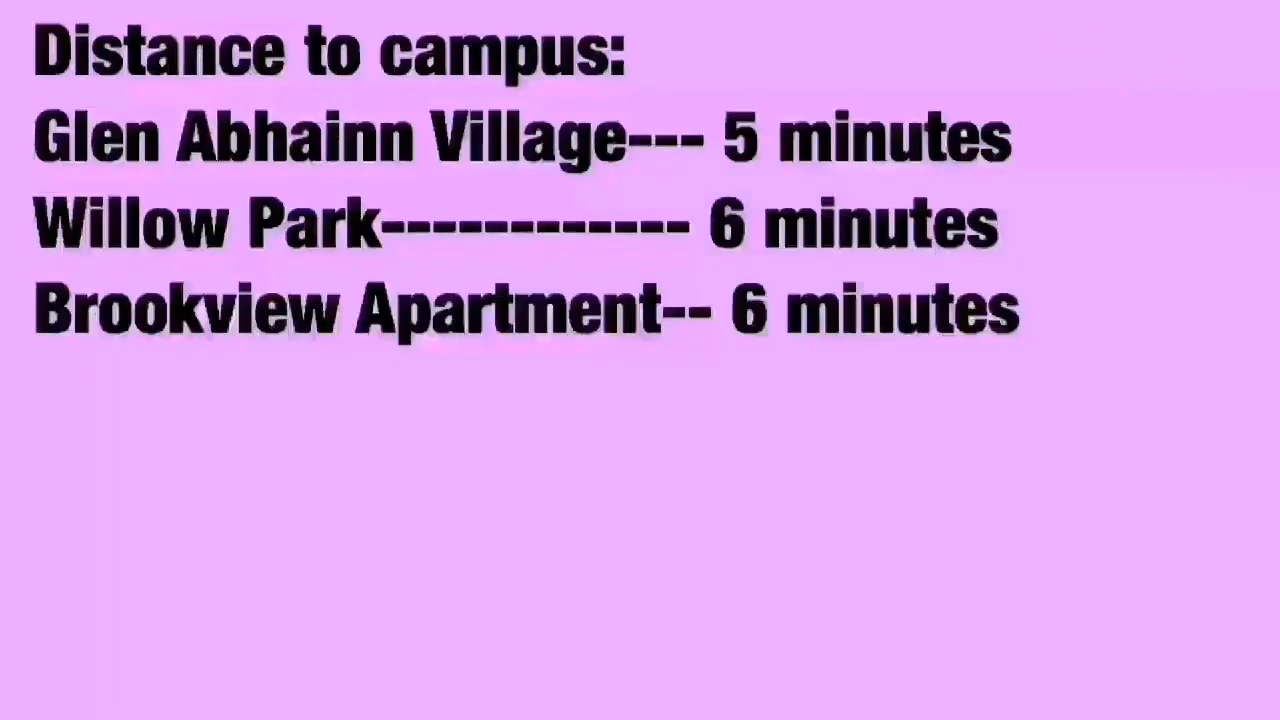 Distance to campus:
Glen Abhainn Village--- 5 minutes
Willow Park------------- 6 minutes
Brookview Apartment-- 6 minutes